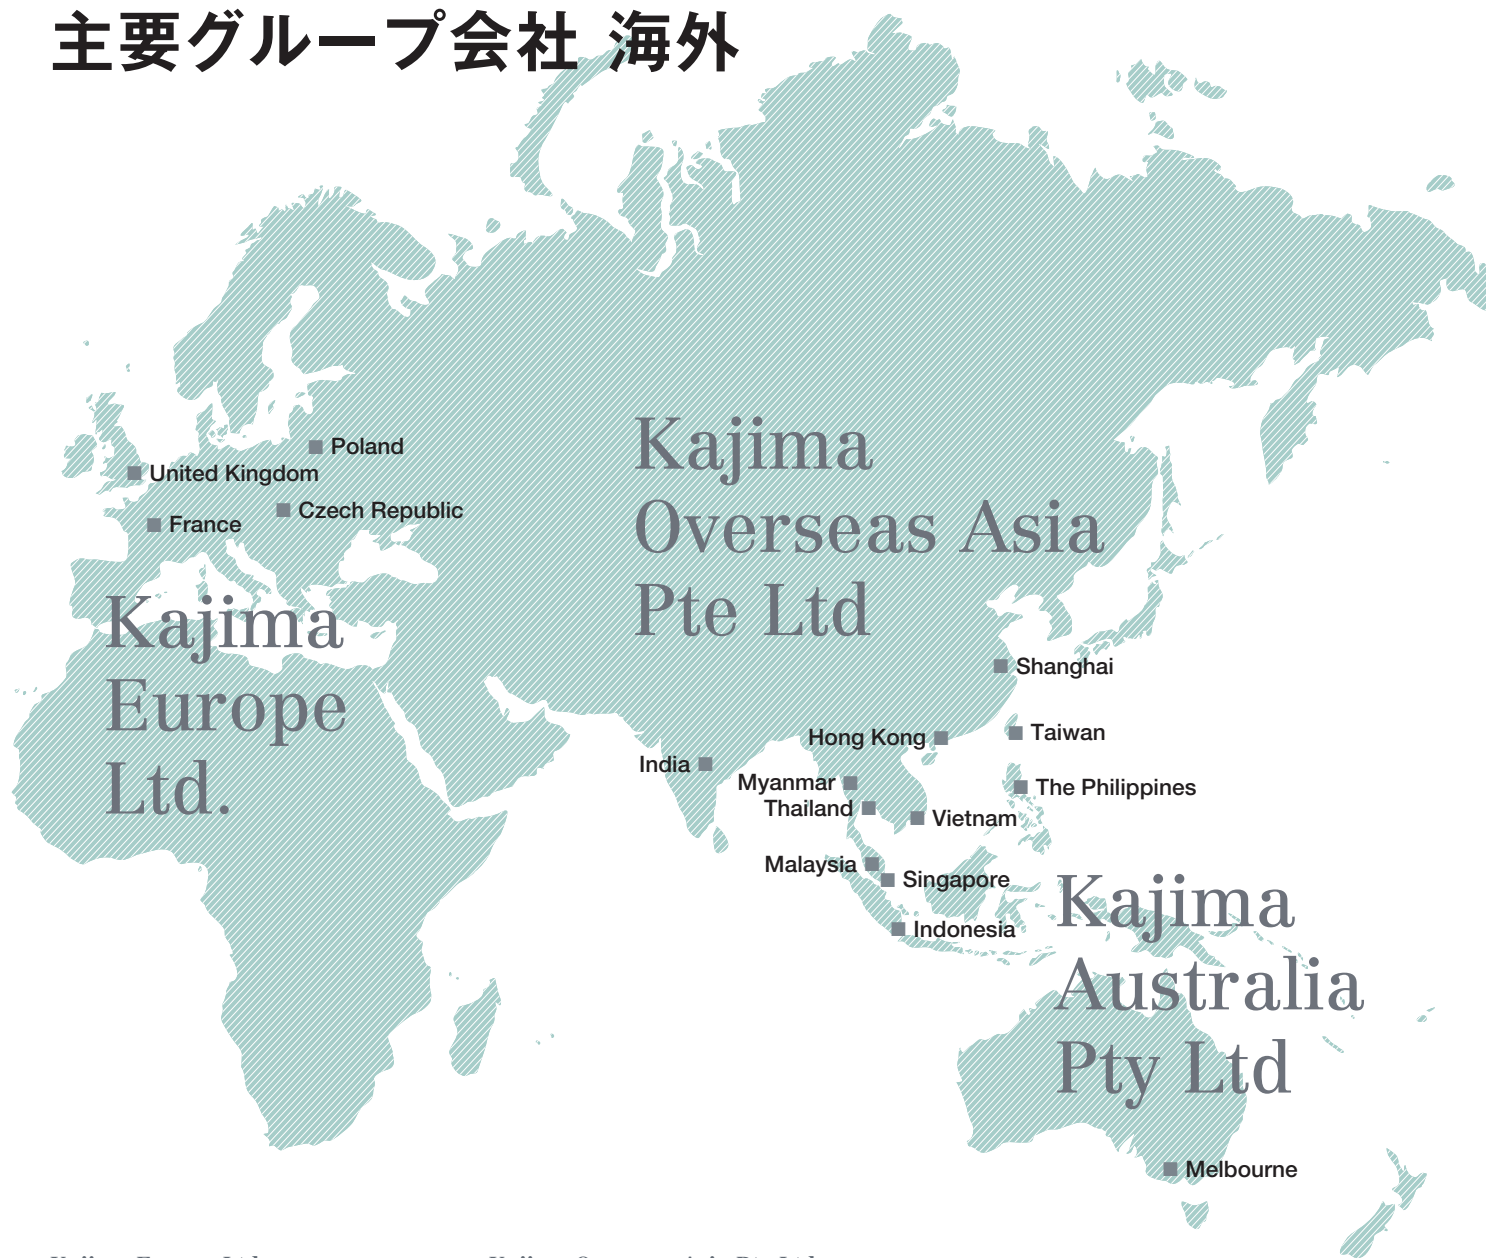 主要グループ会社 海外
Poland
United Kingdom
Czech Republic
France
Kajima
Overseas Asia
Pte Ltd
Kajima
Europe
Ltd.
Shanghai
Taiwan
Hong Kong
India
Myanmar
The Philippines
Thailand
Vietnam
Malaysia
Singapore
Indonesia
Kajima
Australia
Pty Ltd
Melbourne